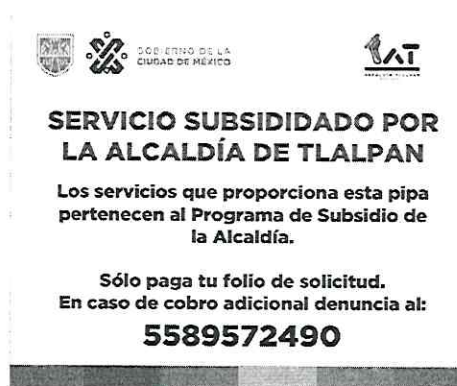 GOBIERNO DE LA
CIUDAD DE MÉXICO
SERVICIO SUBSIDIDADO POR
LA ALCALDÍA DE TLALPAN
Los servicios que proporciona esta pipa
pertenecen al Programa de Subsidio de
la Alcaldía.
Sólo paga tu folio de solicitud.
En caso de cobro adicional denuncia al:
5589572490